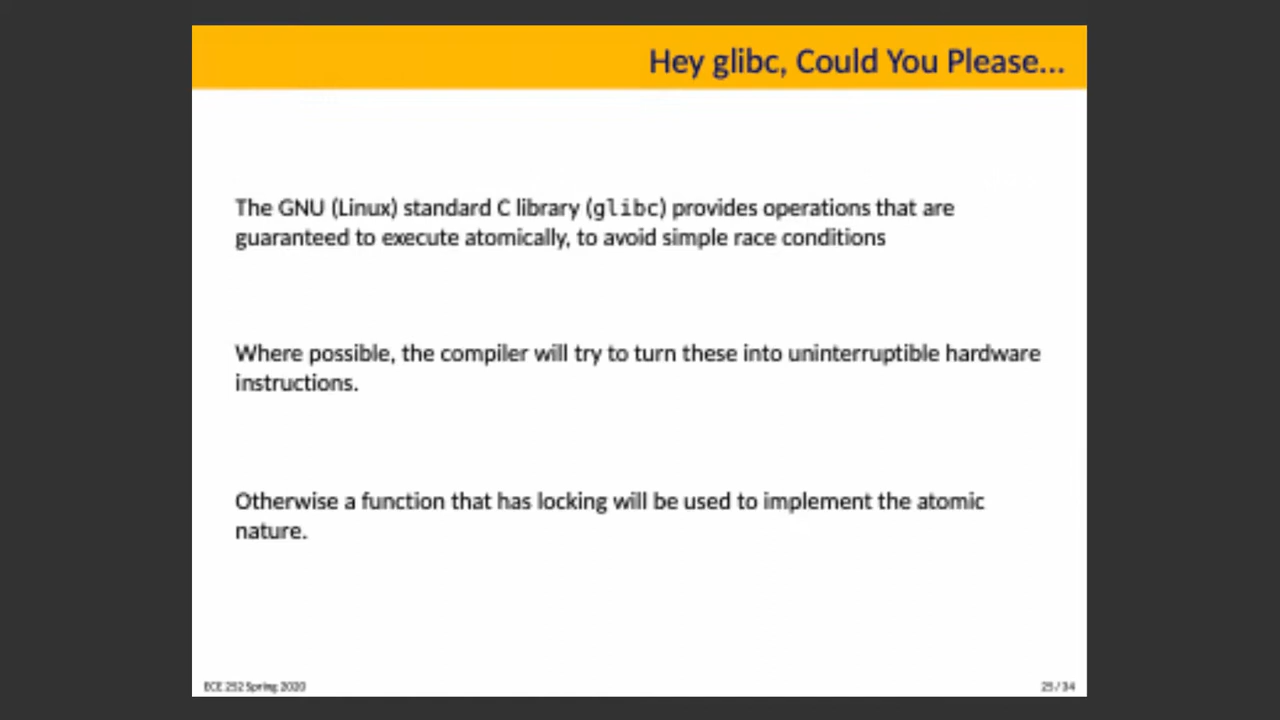 Hey glibc, Could You Please...
The GNU (Linux) standard C library (glibc) provides operations that are
guaranteed to execute atomically, to avoid simple race conditions
Where possible, the compiler will try to turn these into uninterruptible hardware
instructions.
Otherwise a function that has locking will be used to implement the atomic
nature.
ECE 252 Spring 2020
25 / 34